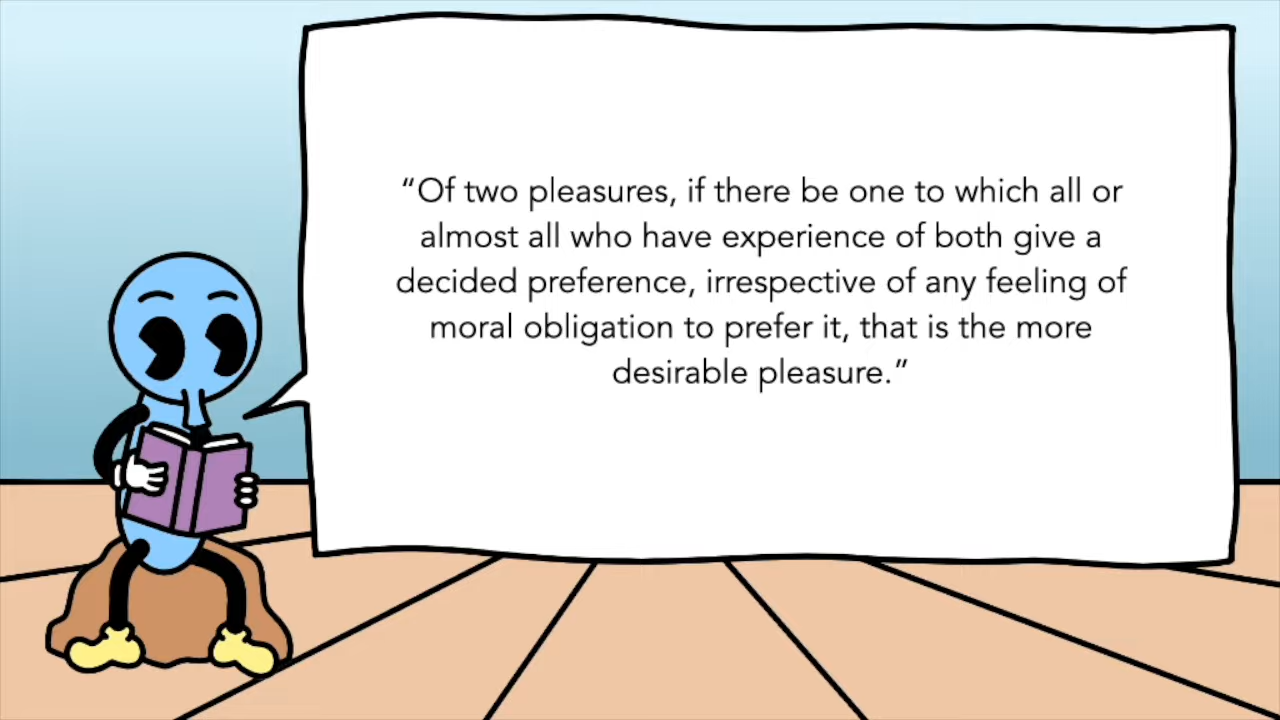 “Of two pleasures, if there be one to which all or
almost all who have experience of both give a
decided preference, irrespective of any feeling of
moral obligation to prefer it, that is the more
desirable pleasure.”